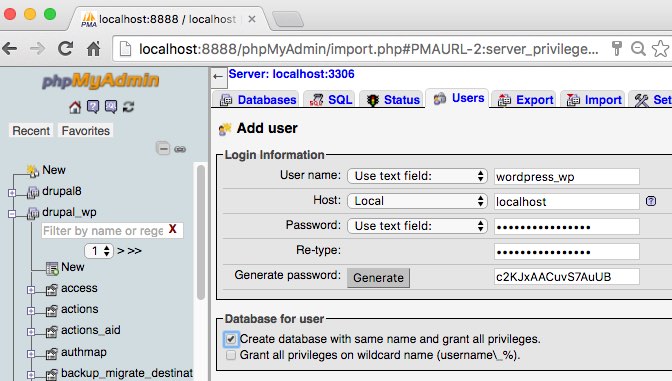 localhost:8888 / localhost
localhost:8888/phpMyAdmin/import.php#PMAURL-2:server_privilege...
phpMyAdmin
Recent Favorites
New
drupal8
drupal_wp
Filter by name or rege X
1 > >>
New
access
actions
actions_aid
authmap
backup_migrate_destinat
Server: localhost:3306
Databases SQL Status Users Export Import Set
Add user
Login Information
User name: Use text field: wordpress_wp
Host: Local localhost
Password: Use text field: •••••••••••••••
Re-type: •••••••••••••••
Generate password: Generate c2KJxAACuvS7AuUB
Database for user
Create database with same name and grant all privileges.
Grant all privileges on wildcard name (username\_%).